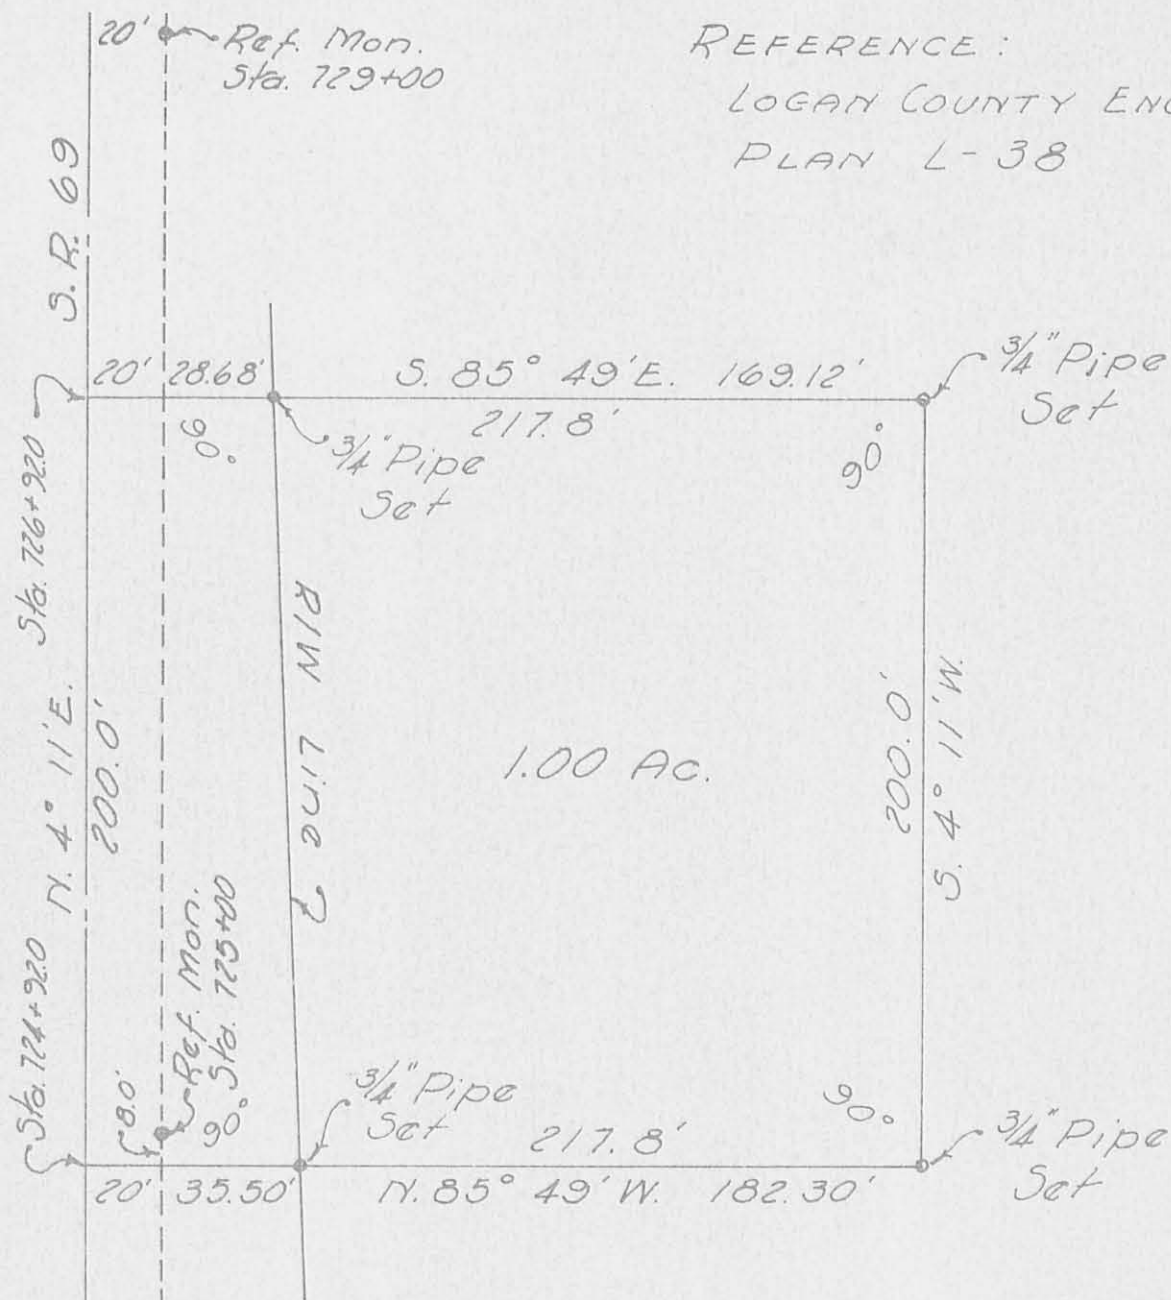 20'
Ref. Mon.
Sta. 729+00
REFERENCE :
LOGAN COUNTY ENG
PLAN L-38
S. R. 69
20' 28.68'
S. 85° 49' E. 169.12'
217.8'
3/4" Pipe
Set
3/4" Pipe
Set
90°
90°
Sta. 726+92.0
R/W Line
N. 4° 11' E.
200.0'
1.00 Ac.
200.0'
S. 4° 11' W.
Sta. 724+92.0
8.0'
Ref. Mon.
Sta. 725+00
90°
3/4" Pipe
Set
217.8'
90°
3/4" Pipe
Set
20' 35.50'
N. 85° 49' W. 182.30'